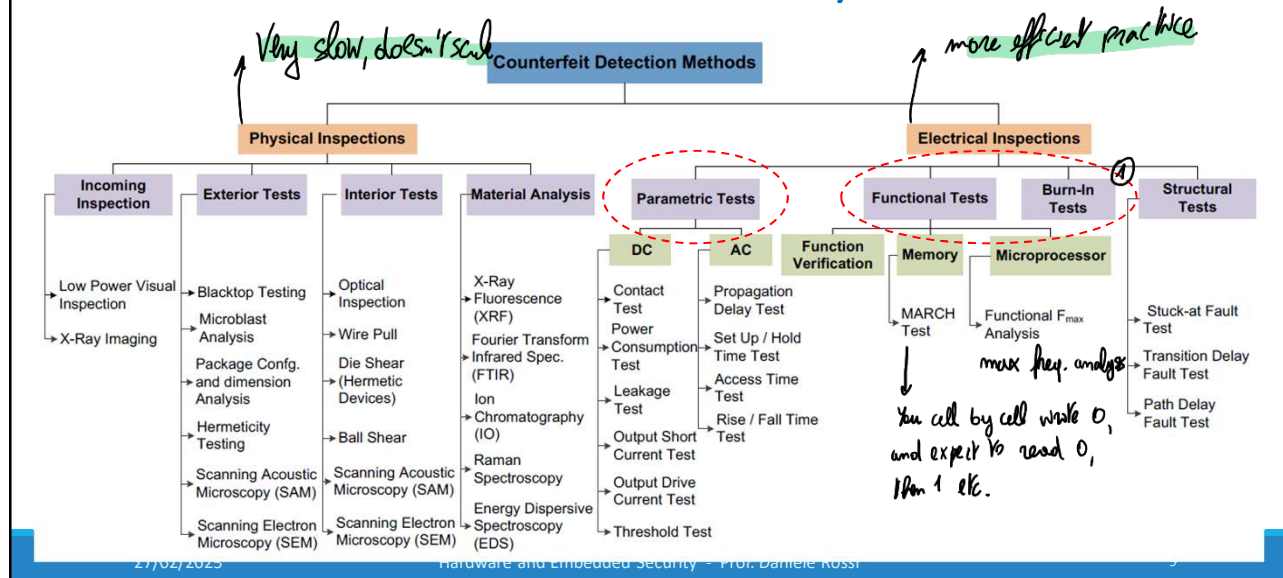 Very slow, doesn't scale
more efficient practice
Counterfeit Detection Methods
Physical Inspections
Electrical Inspections
Incoming
Inspection
Exterior Tests
Interior Tests
Material Analysis
Parametric Tests
Functional Tests
Burn-In
Tests
Structural
Tests
DC
AC
Function
Verification
Memory
Microprocessor
Low Power Visual
Inspection
X-Ray Imaging
Blacktop Testing
Microblast
Analysis
Package Confg.
and dimension
Analysis
Hermeticity
Testing
Scanning Acoustic
Microscopy (SAM)
Scanning Electron
Microscopy (SEM)
Optical
Inspection
Wire Pull
Die Shear
(Hermetic
Devices)
Ball Shear
Scanning Acoustic
Microscopy (SAM)
Scanning Electron
Microscopy (SEM)
X-Ray
Fluorescence
(XRF)
Fourier Transform
Infrared Spec.
(FTIR)
Ion
Chromatography
(IO)
Raman
Spectroscopy
Energy Dispersive
Spectroscopy
(EDS)
Contact
Test
Power
Consumption
Test
Leakage
Test
Output Short
Current Test
Output Drive
Current Test
Threshold Test
Propagation
Delay Test
Set Up / Hold
Time Test
Access Time
Test
Rise / Fall Time
Test
MARCH
Test
You cell by cell write 0,
and expect to read 0,
then 1 etc.
Functional Fmax
Analysis
max freq. analysis
Stuck-at Fault
Test
Transition Delay
Fault Test
Path Delay
Fault Test
27/02/2025
Hardware and Embedded Security - Prof. Daniele Rossi